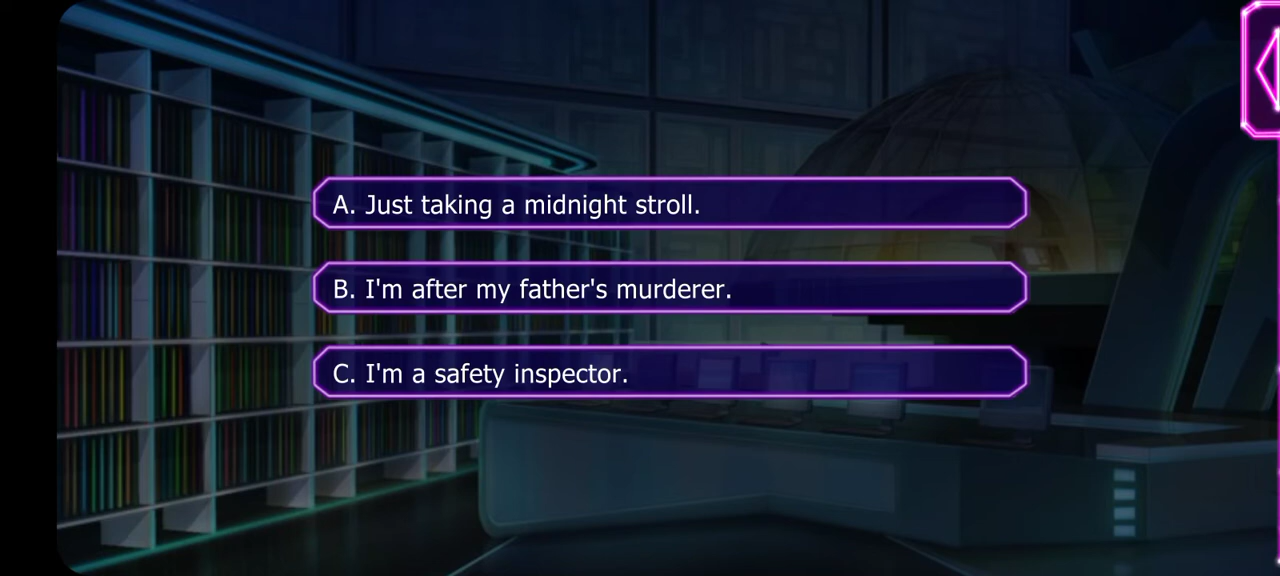 A. Just taking a midnight stroll.
B. I'm after my father's murderer.
C. I'm a safety inspector.